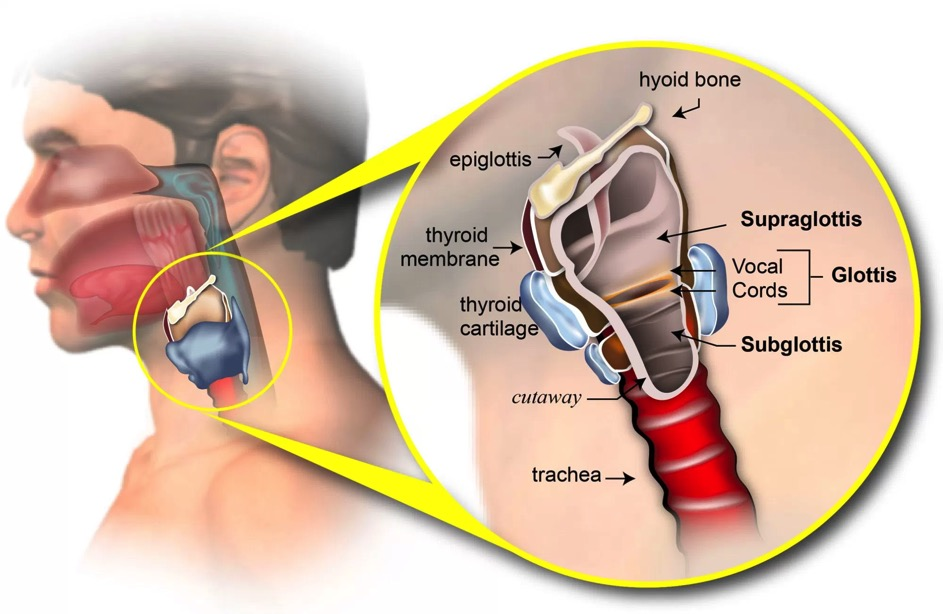 hyoid bone
epiglottis
Supraglottis
thyroid
membrane
Vocal
Cords
Glottis
thyroid
cartilage
Subglottis
cutaway
trachea